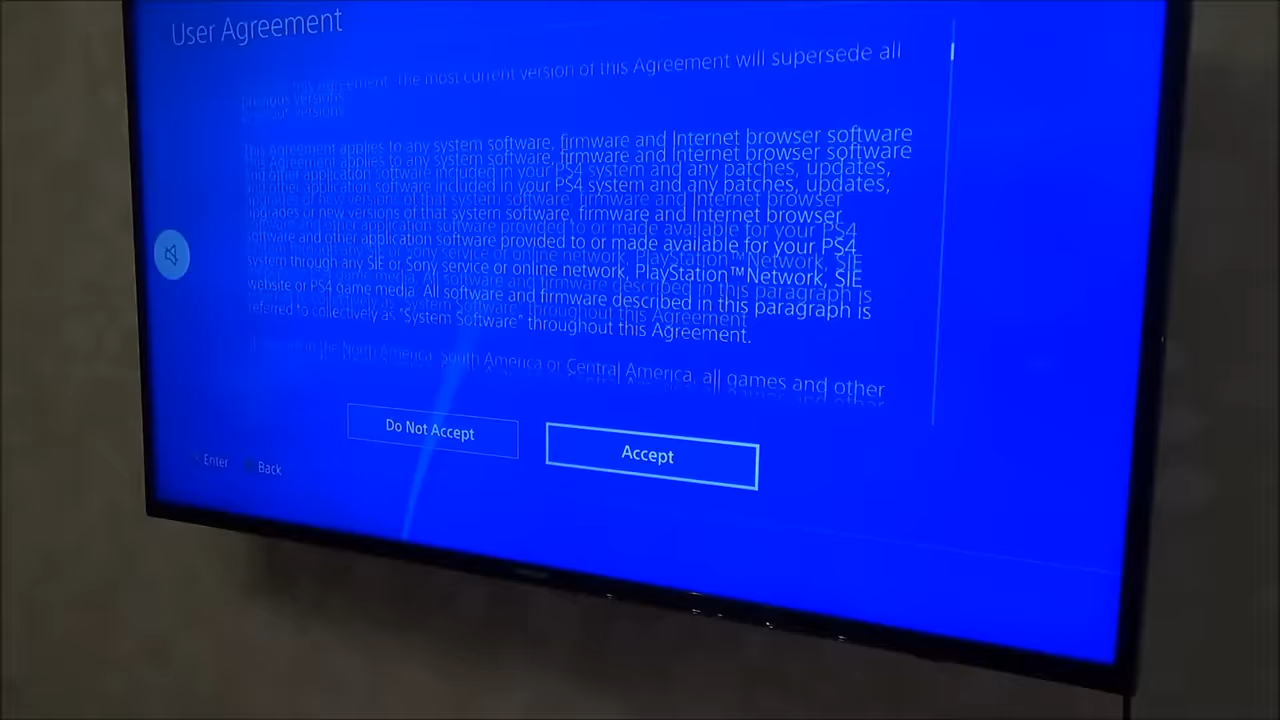 User Agreement
Agreement. The most current version of this Agreement will supersede all
previous versions.
This Agreement applies to any system software, firmware and Internet browser software
and other application software included in your PS4 system and any patches, updates,
upgrades or new versions of that system software, firmware and Internet browser
software and other application software provided to or made available for your PS4
system through any SIE or Sony service or online network, PlayStation™Network, SIE
website or PS4 game media. All software and firmware described in this paragraph is
referred to collectively as "System Software" throughout this Agreement.
in the North America, South America or Central America, all games and other
Do Not Accept
Accept
Enter
Back